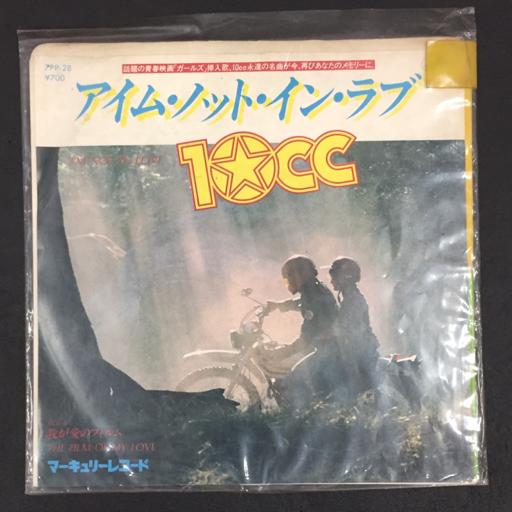 話題の青春映画「ガールズ」挿入歌、10cc永遠の名曲が今、再びあなたのメモリーに。
7PP-28
¥700
アイム・ノット・イン・ラブ
10cc
I'M NOT IN LOVE
我が愛のフィルム
THE FILM OF MY LOVE
マーキュリーレコード